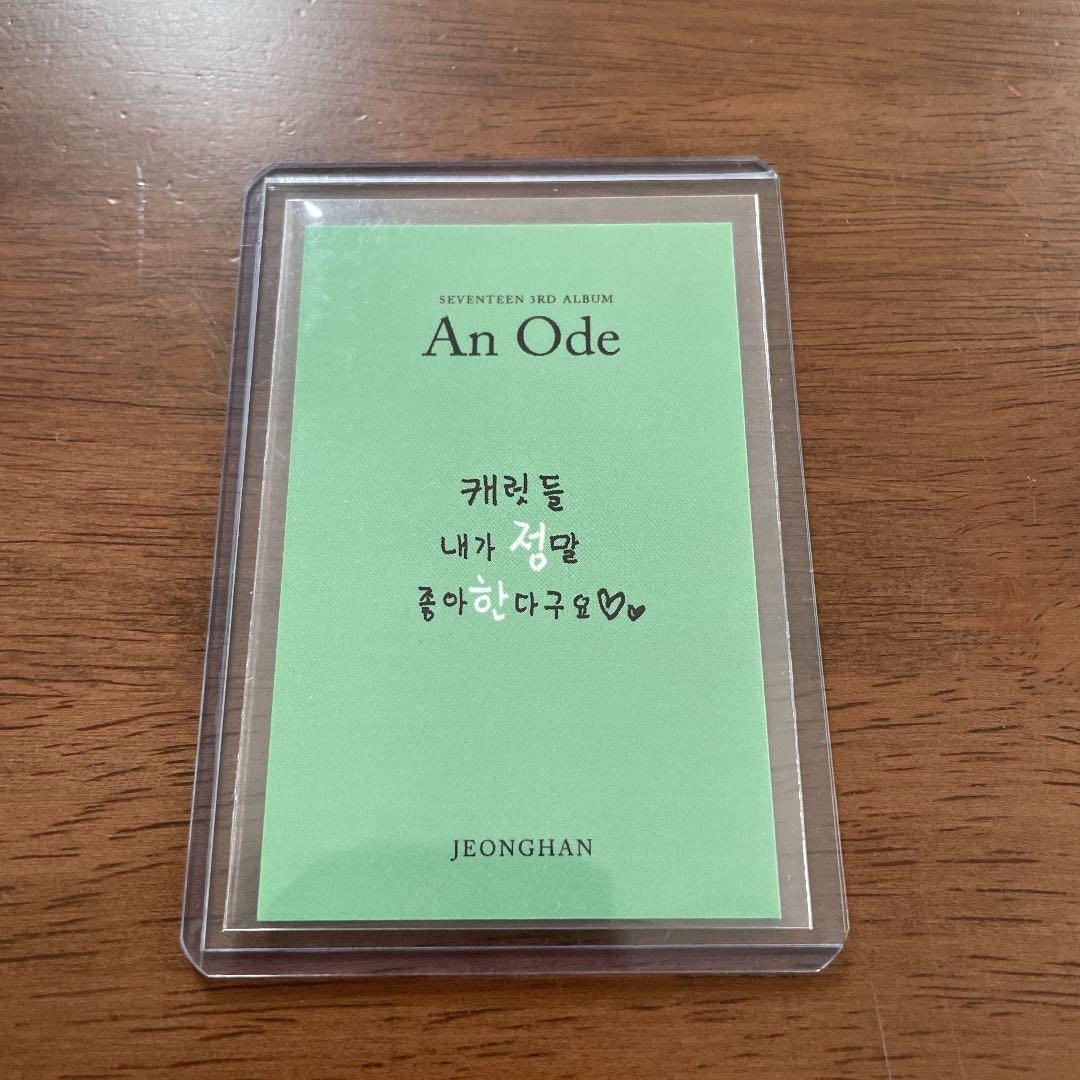 SEVENTEEN 3RD ALBUM
An Ode
캐럿들
내가 정말
좋아한다구요♡♡
JEONGHAN